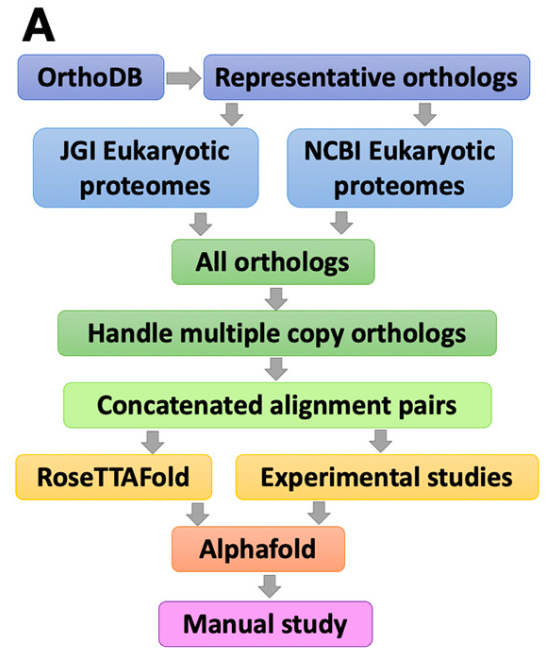 A
OrthoDB
Representative orthologs
JGI Eukaryotic
proteomes
NCBI Eukaryotic
proteomes
All orthologs
Handle multiple copy orthologs
Concatenated alignment pairs
RoseTTAFold
Experimental studies
Alphafold
Manual study